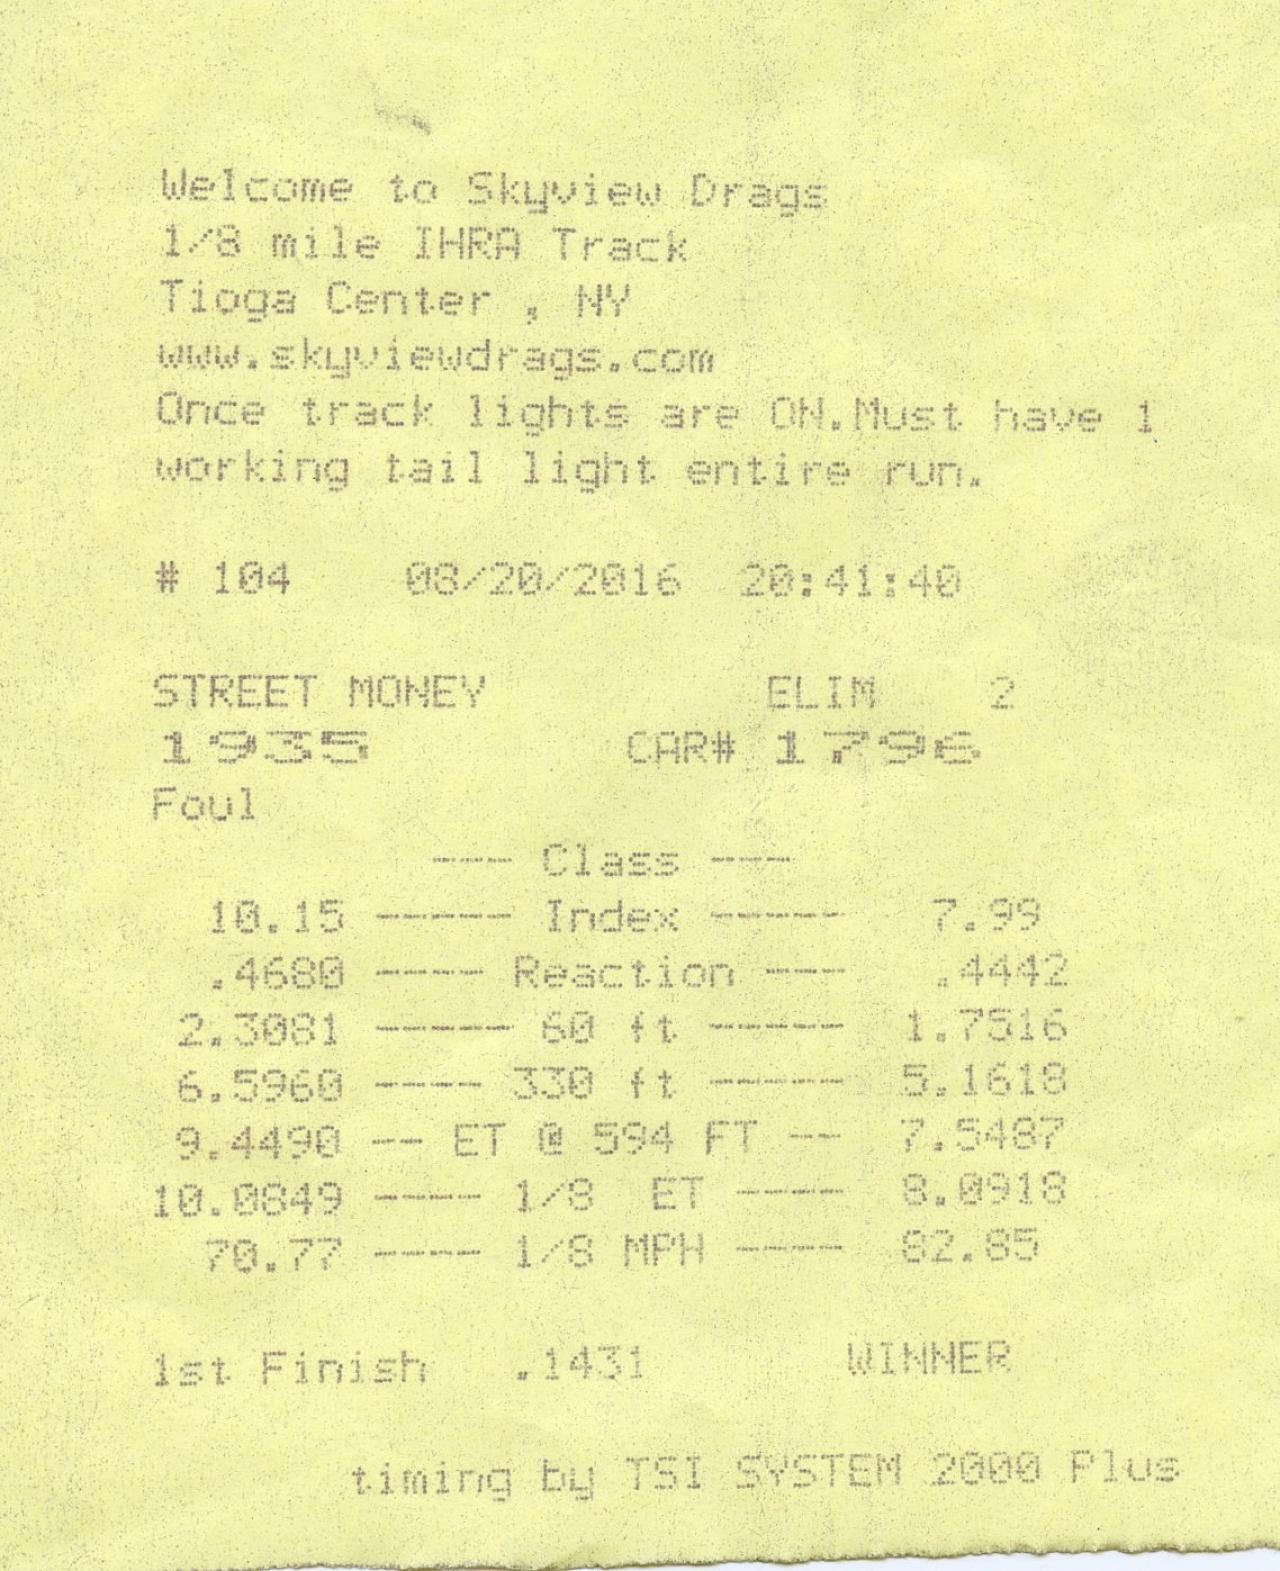 Welcome to Skyview Drags
1/8 mile IHRA Track
Tioga Center , NY
www.skyviewdrags.com
Once track lights are ON.Must have 1
working tail light entire run.
# 104 08/20/2016 20:41:40
STREET MONEY ELIM 2
1935 CAR# 1796
Foul
--- Class ---
10.15 ----- Index ----- 7.99
.4680 ---- Reaction --- .4442
2.3081 ----- 60 ft ----- 1.7516
6.5960 ---- 330 ft ----- 5.1618
9.4490 -- ET @ 594 FT -- 7.5487
10.0849 ---- 1/8 ET ---- 8.0918
70.77 ---- 1/8 MPH ---- 82.85
1st Finish .1431 WINNER
timing by TSI SYSTEM 2000 Plus